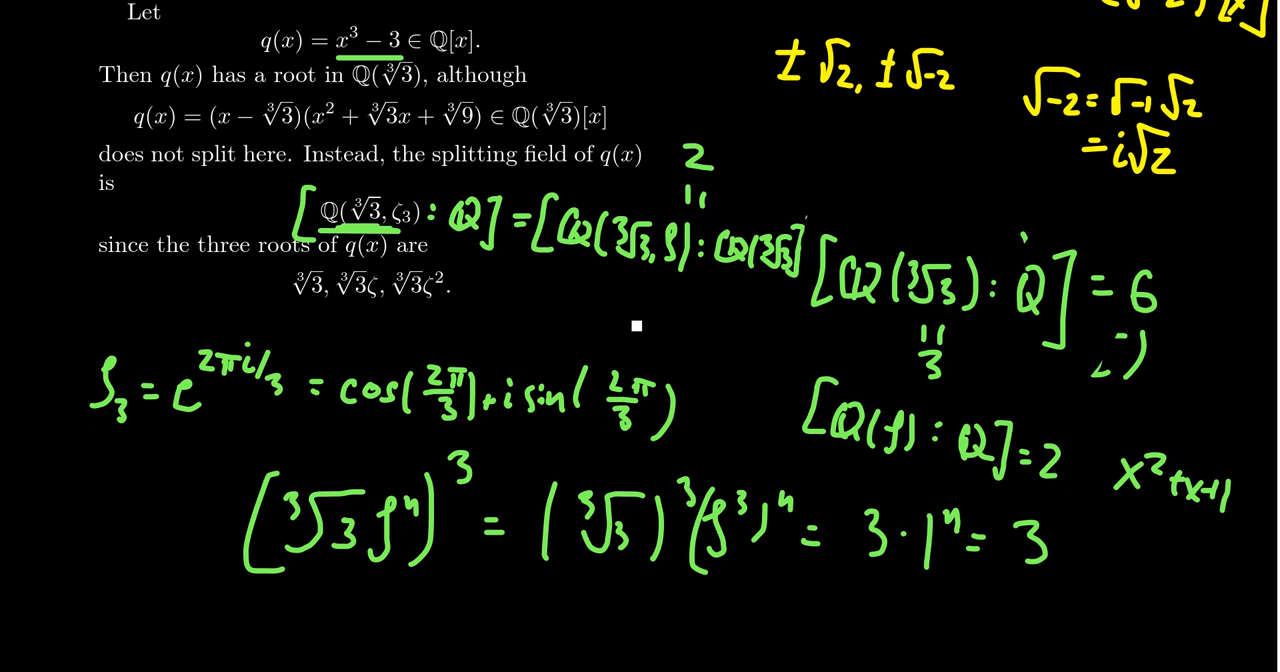 Let
q(x) = x³ − 3 ∈ ℚ[x].
Then q(x) has a root in ℚ(∛3), although
q(x) = (x − ∛3)(x² + ∛3x + ∛9) ∈ ℚ(∛3)[x]
does not split here. Instead, the splitting field of q(x)
is
[ℚ(∛3, ζ₃) : ℚ] = [ℚ(∛3, ζ) : ℚ(∛3)] [ℚ(∛3) : ℚ] = 6
2
=
=
3
:)
since the three roots of q(x) are
∛3, ∛3ζ, ∛3ζ².
± √2, ± √-2
√-2 = √-1 √2
= i√2
ζ₃ = e^{2πi/3} = cos(2π/3) + i sin(2π/3)
[ℚ(ζ) : ℚ] = 2 x² + x + 1
(∛3 ζⁿ)³ = (∛3)³ (ζ³)ⁿ = 3 · 1ⁿ = 3